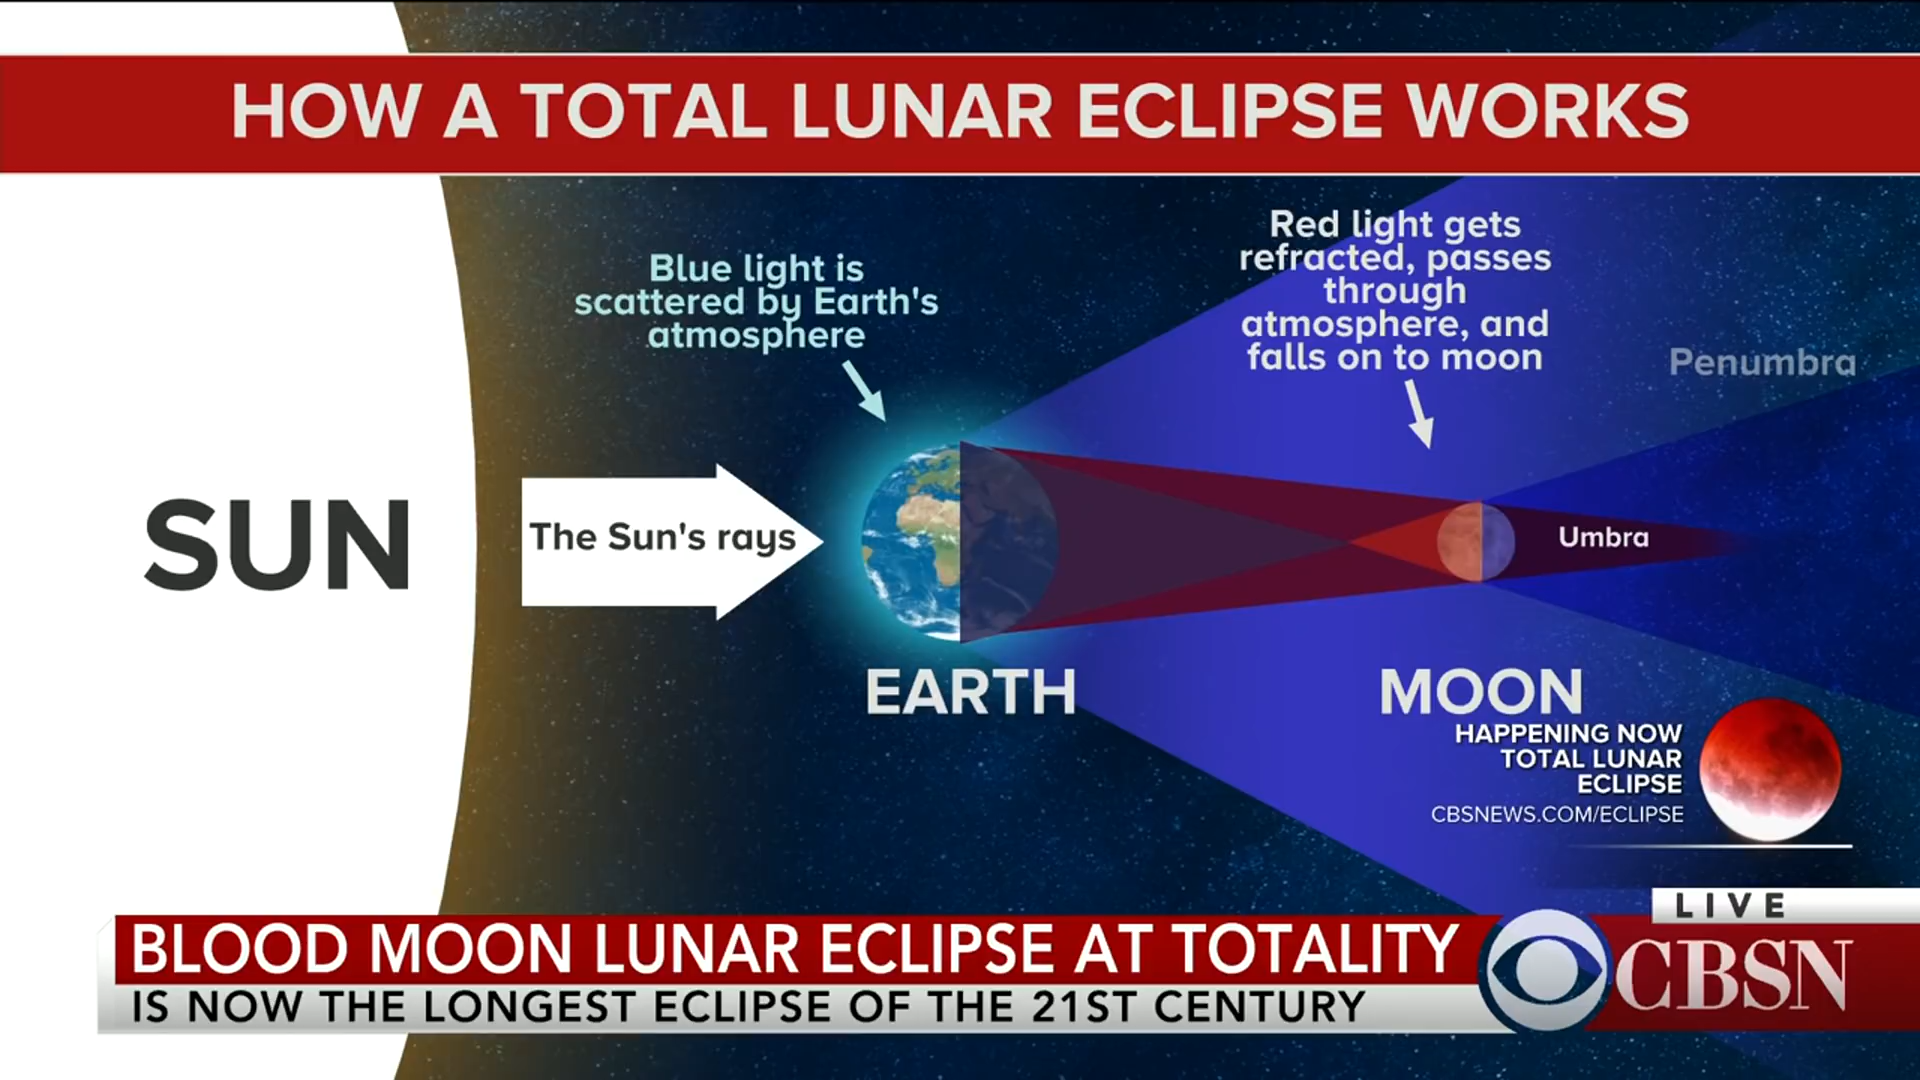 HOW A TOTAL LUNAR ECLIPSE WORKS
Blue light is
scattered by Earth's
atmosphere
Red light gets
refracted, passes
through
atmosphere, and
falls on to moon
Penumbra
SUN
The Sun's rays
Umbra
EARTH
MOON
HAPPENING NOW
TOTAL LUNAR
ECLIPSE
CBSNEWS.COM/ECLIPSE
LIVE
BLOOD MOON LUNAR ECLIPSE AT TOTALITY
IS NOW THE LONGEST ECLIPSE OF THE 21ST CENTURY
CBSN